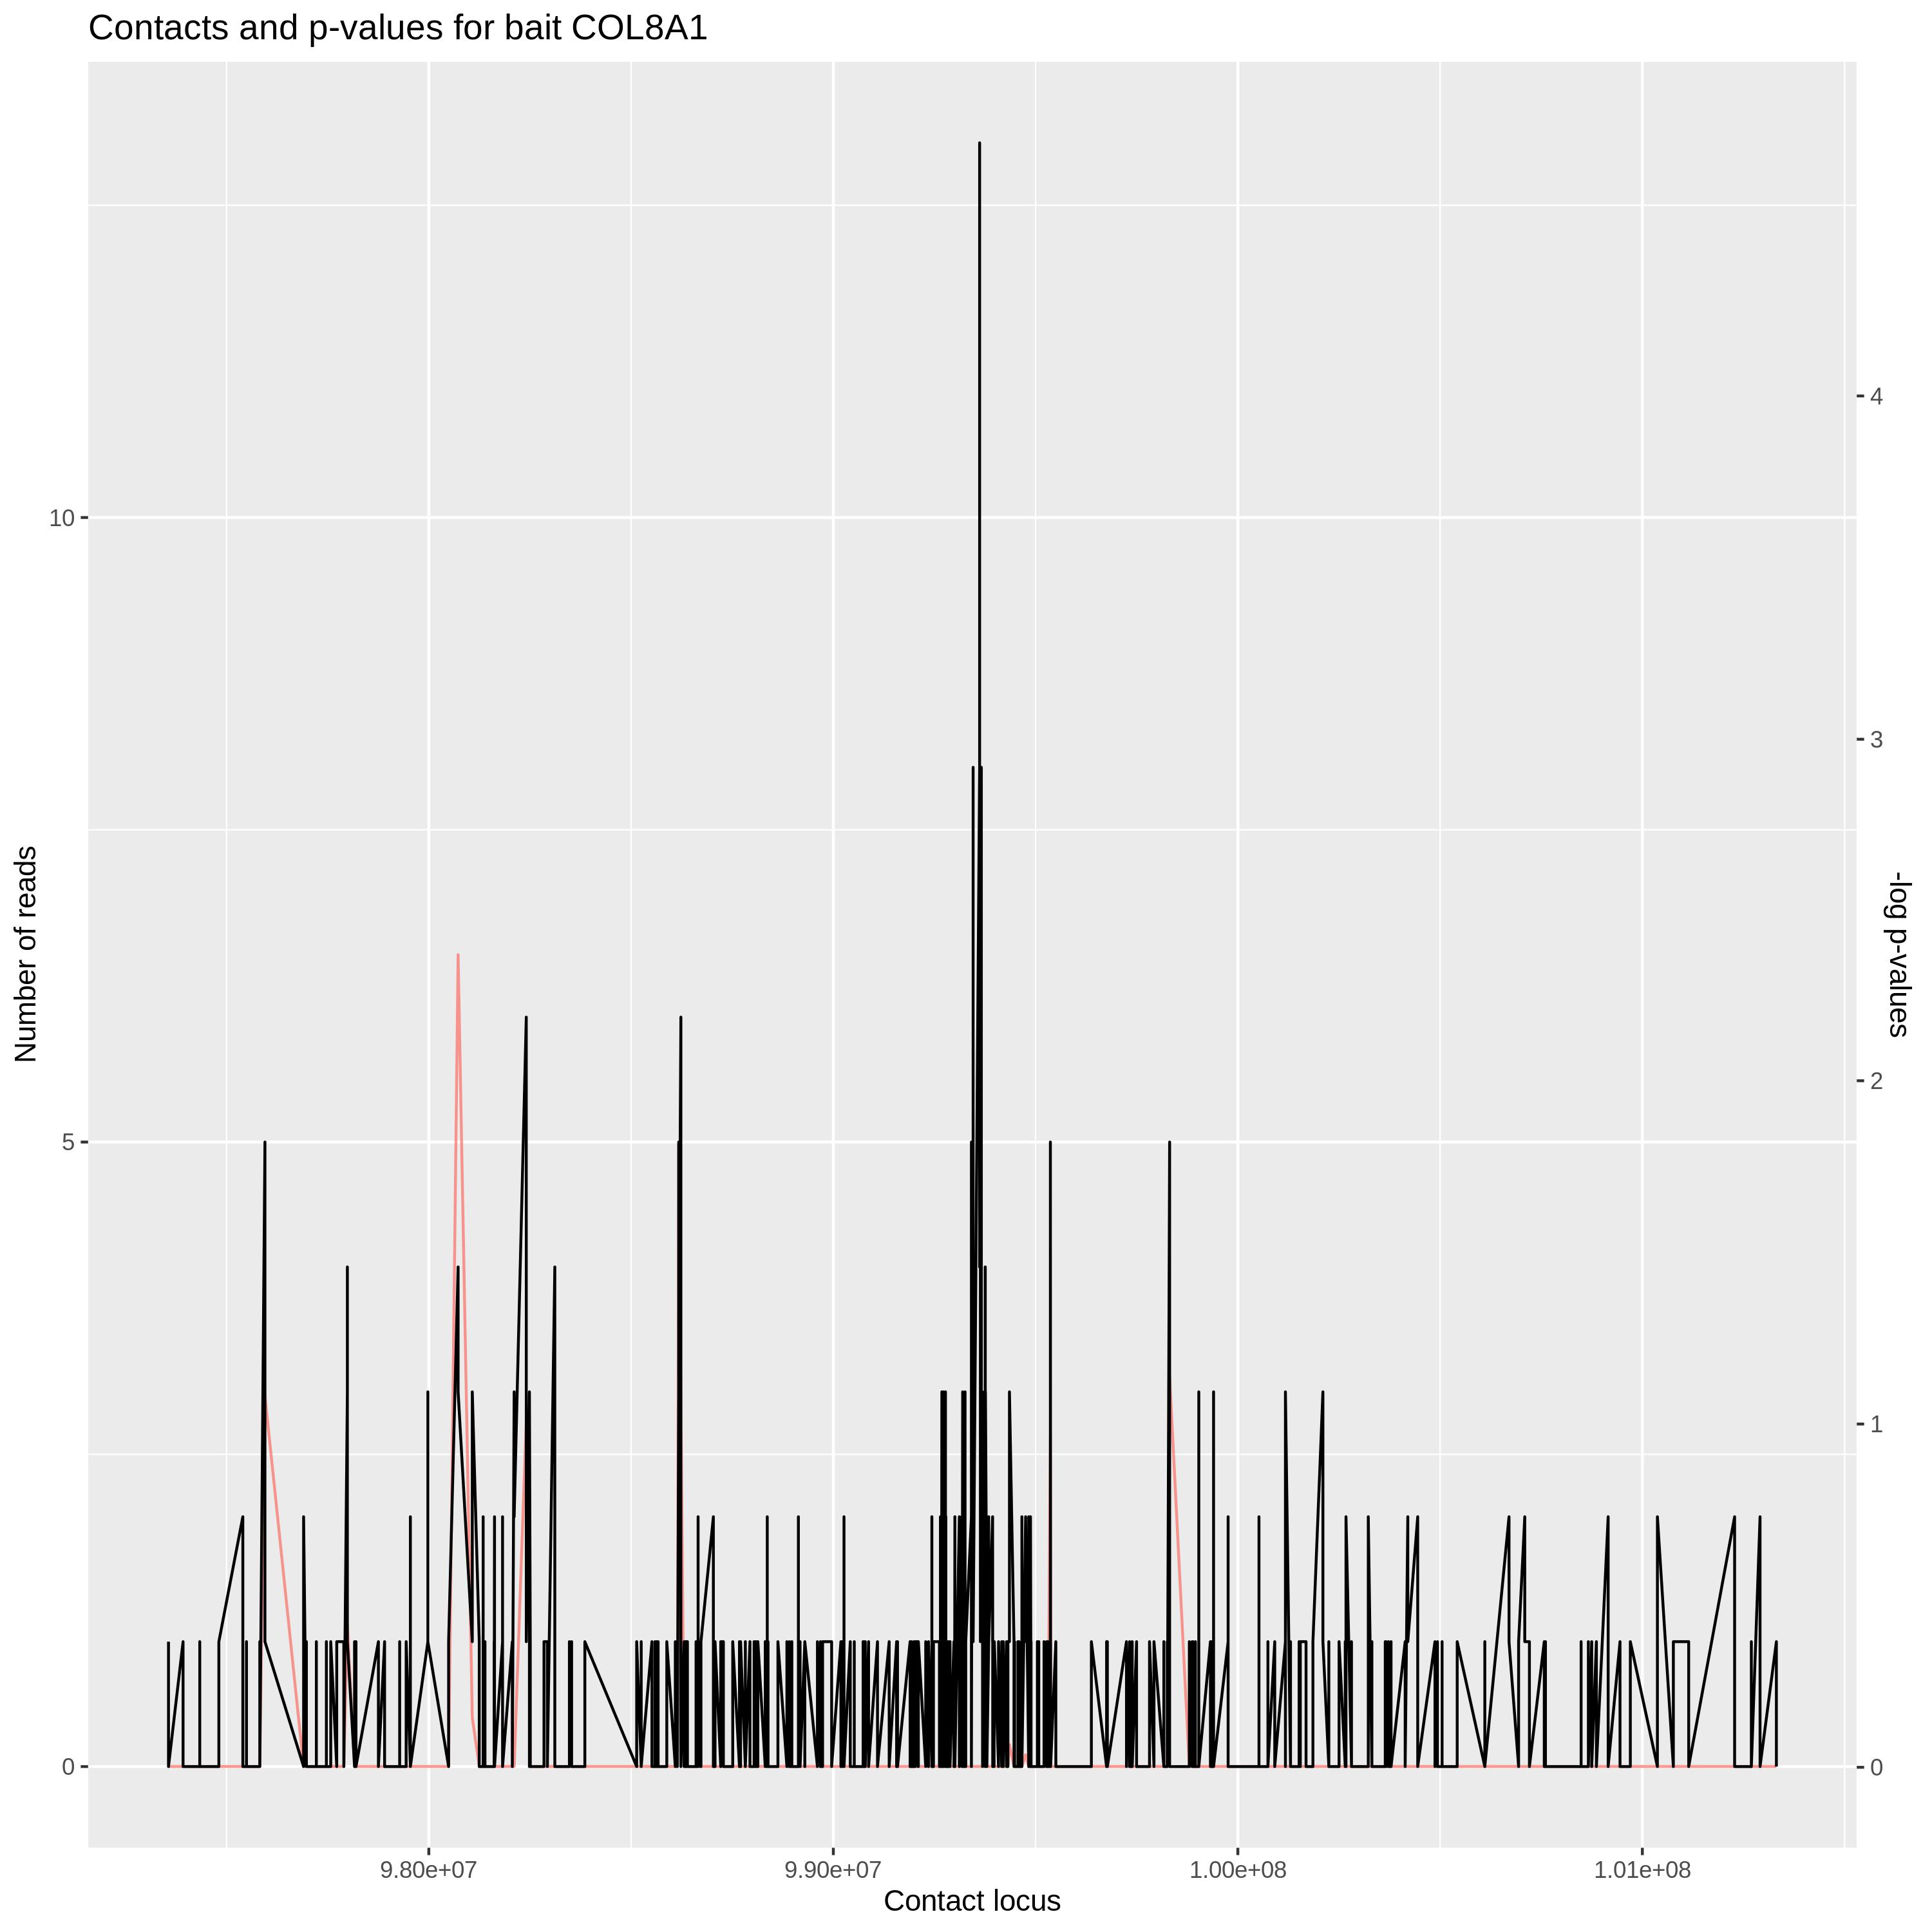 Contacts and p-values for bait COL8A1
Number of reads
10
5
0
4
3
2
1
0
-log p-values
9.80e+07
9.90e+07
1.00e+08
1.01e+08
Contact locus